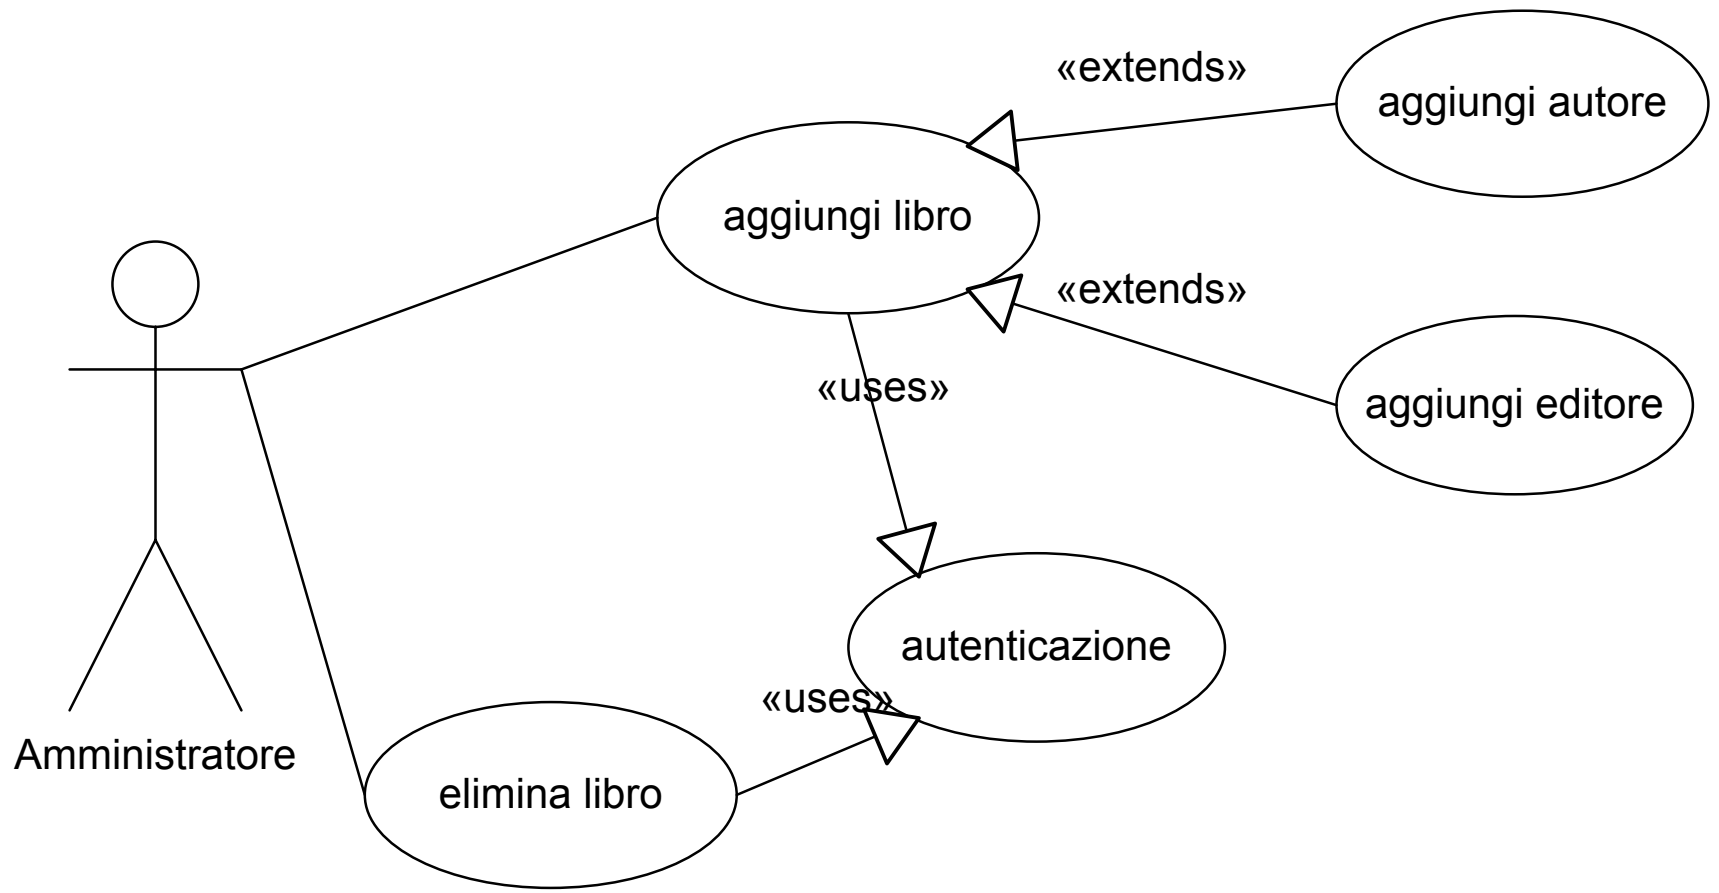 «extends»
aggiungi autore
aggiungi libro
«extends»
«uses»
aggiungi editore
autenticazione
«uses»
Amministratore
elimina libro